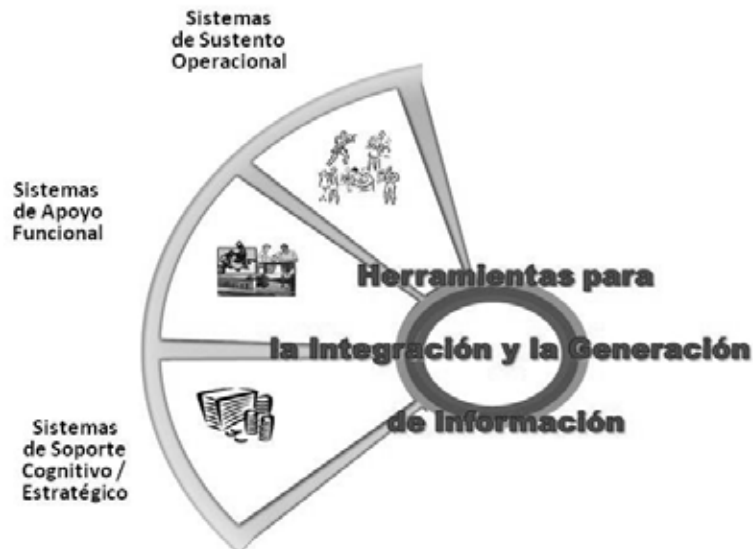 Sistemas
de Sustento
Operacional
Sistemas
de Apoyo
Funcional
Herramientas para
la Integración y la Generación
de Información
Sistemas
de Soporte
Cognitivo /
Estratégico